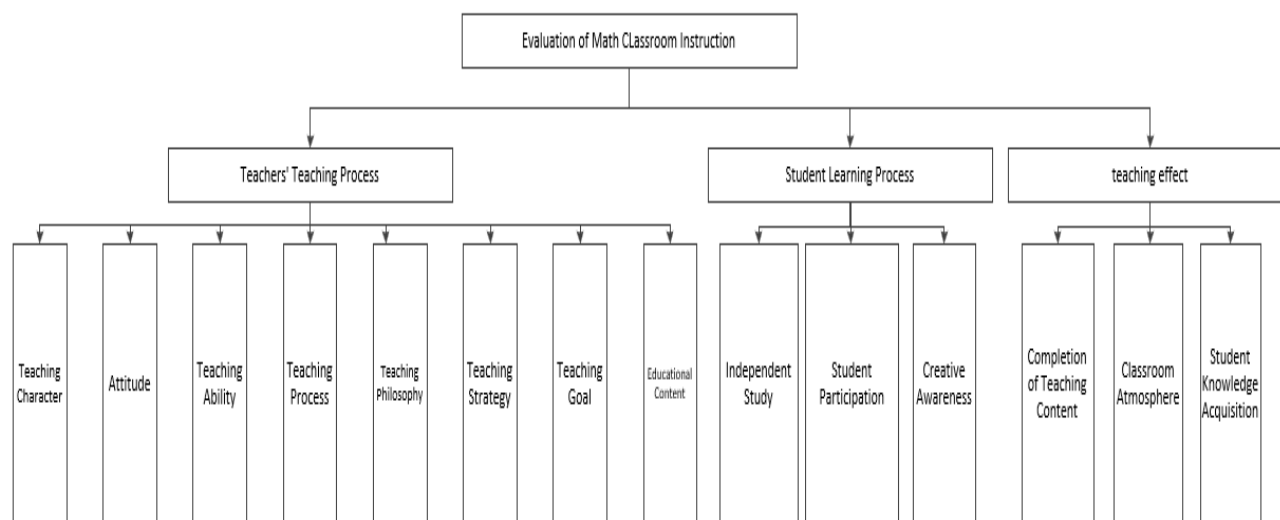 Evaluation of Math CLassroom Instruction
Teachers' Teaching Process
Student Learning Process
teaching effect
Teaching
Character
Attitude
Teaching
Ability
Teaching
Process
Teaching
Philosophy
Teaching
Strategy
Teaching
Goal
Educational
Content
Independent
Study
Student
Participation
Creative
Awareness
Completion
of Teaching
Content
Classroom
Atmosphere
Student
Knowledge
Acquisition